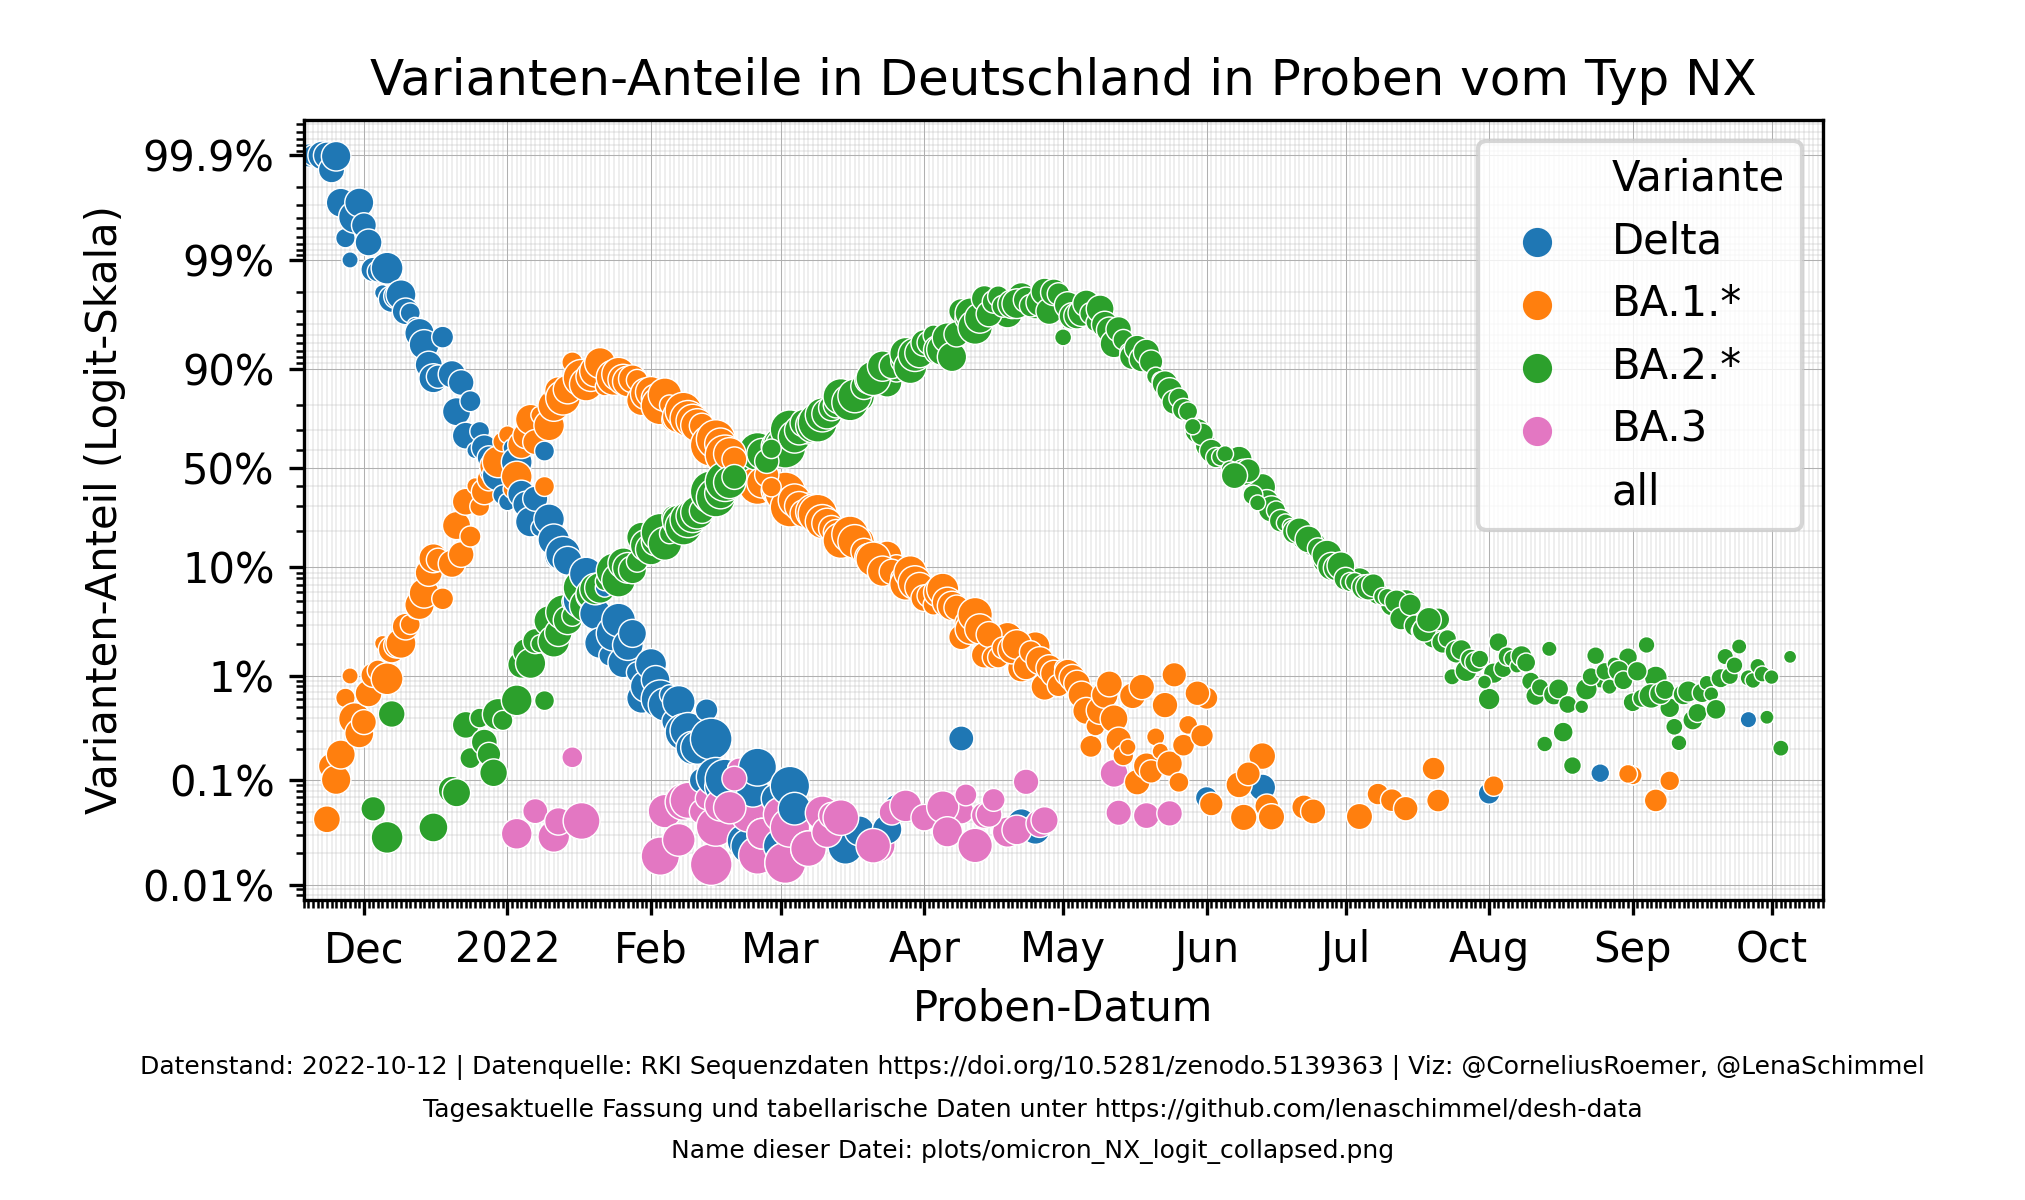 Varianten-Anteile in Deutschland in Proben vom Typ NX
Varianten-Anteil (Logit-Skala)
99.9%
99%
90%
50%
10%
1%
0.1%
0.01%
Variante
Delta
BA.1.*
BA.2.*
BA.3
all
Dec 2022 Feb Mar Apr May Jun Jul Aug Sep Oct
Proben-Datum
Datenstand: 2022-10-12 | Datenquelle: RKI Sequenzdaten https://doi.org/10.5281/zenodo.5139363 | Viz: @CorneliusRoemer, @LenaSchimmel
Tagesaktuelle Fassung und tabellarische Daten unter https://github.com/lenaschimmel/desh-data
Name dieser Datei: plots/omicron_NX_logit_collapsed.png